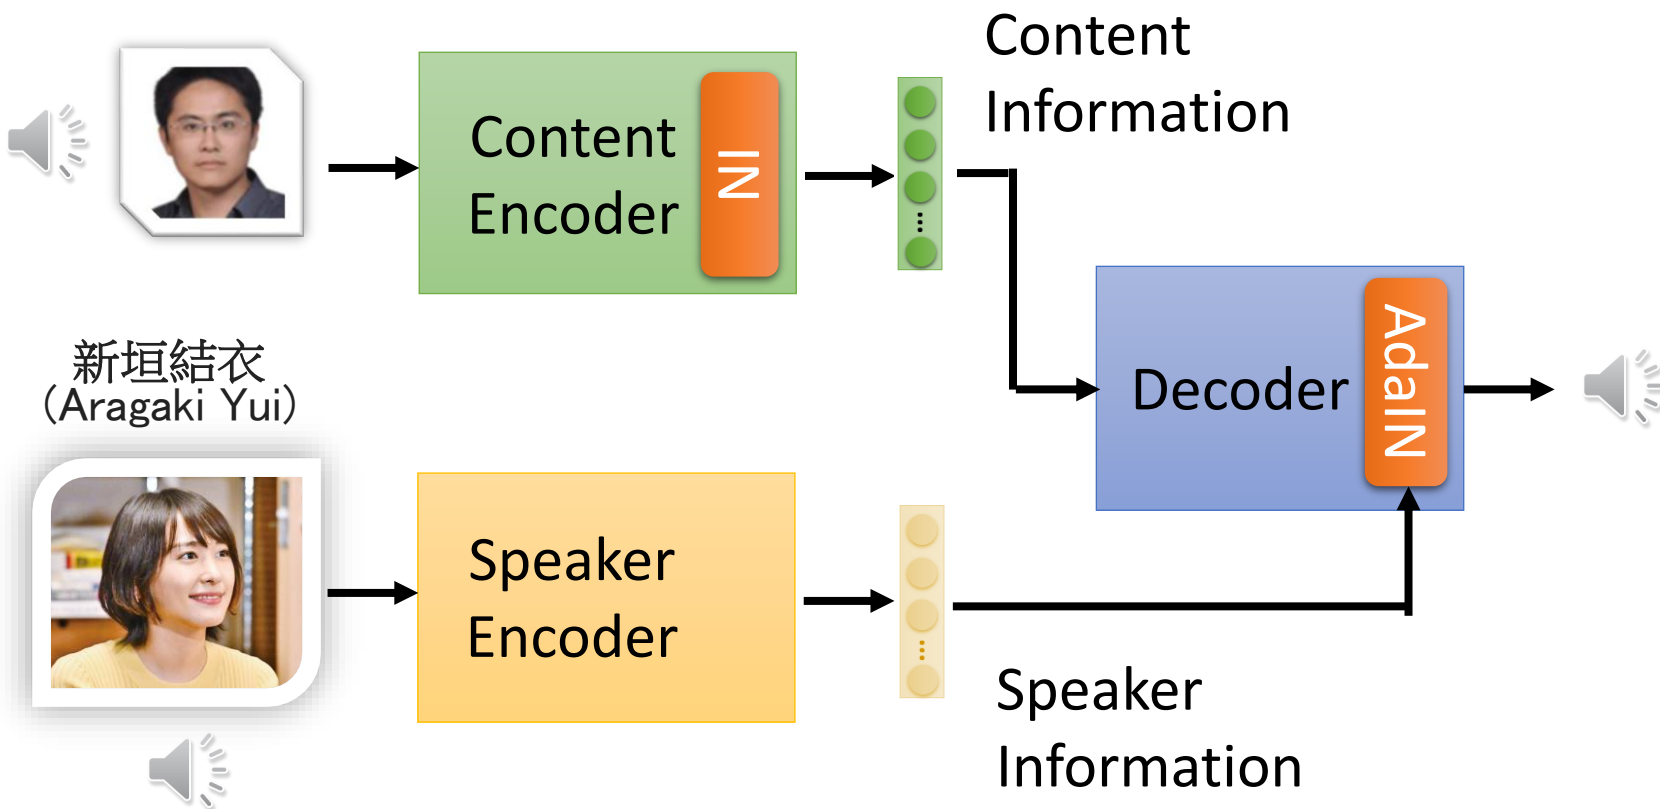 Content
Information
Content
Encoder
IN
新垣結衣
(Aragaki Yui)
Decoder
AdaIN
Speaker
Encoder
Speaker
Information